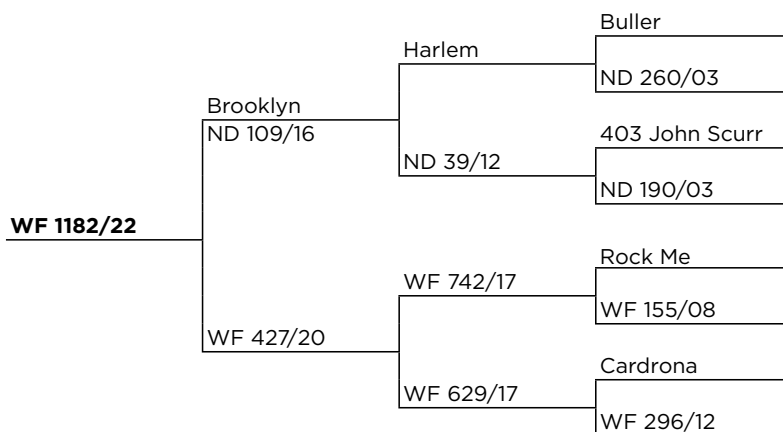 Buller
Harlem
ND 260/03
Brooklyn
ND 109/16
403 John Scurr
ND 39/12
ND 190/03
WF 1182/22
Rock Me
WF 742/17
WF 155/08
WF 427/20
Cardrona
WF 629/17
WF 296/12